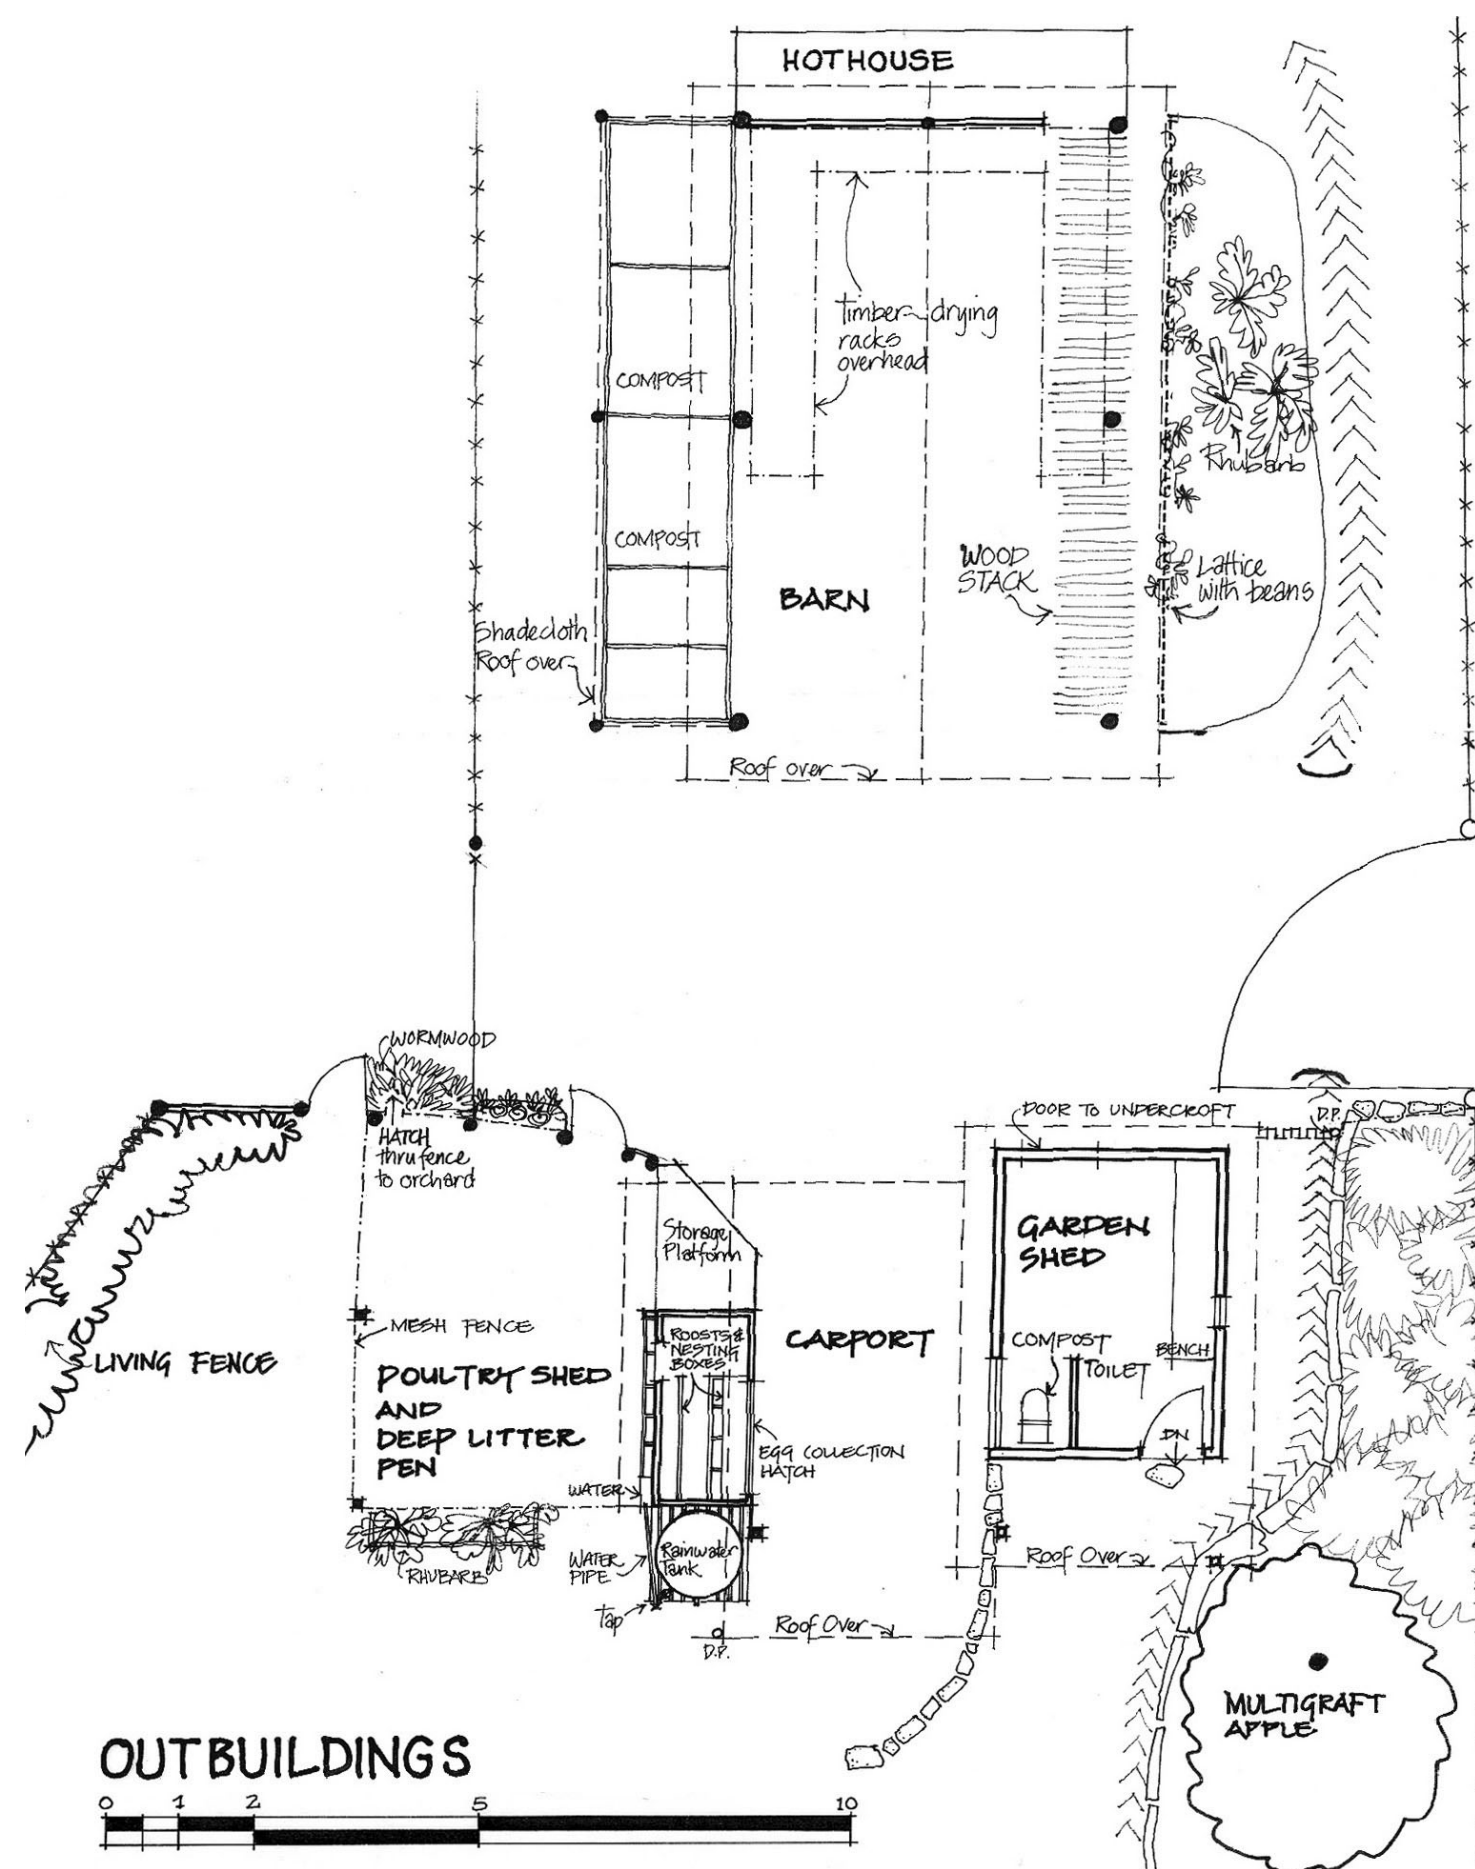 HOTHOUSE
Timber drying
racks
overhead
COMPOST
Rhubarb
COMPOST
WOOD
STACK
Lattice
with beans
BARN
Shadecloth
Roof over
Roof over
WORMWOOD
HATCH
thru fence
to orchard
DOOR TO UNDERCROFT
D.P.
Storage
Platform
GARDEN
SHED
MESH FENCE
LIVING FENCE
ROOSTS &
NESTING
BOXES
CARPORT
COMPOST
TOILET
BENCH
POULTRY SHED
AND
DEEP LITTER
PEN
EGG COLLECTION
HATCH
DN
WATER
WATER
PIPE
Rainwater
Tank
RHUBARB
Roof Over
Tap
Roof Over
D.P.
MULTIGRAFT
APPLE
OUTBUILDINGS
0 1 2 5 10